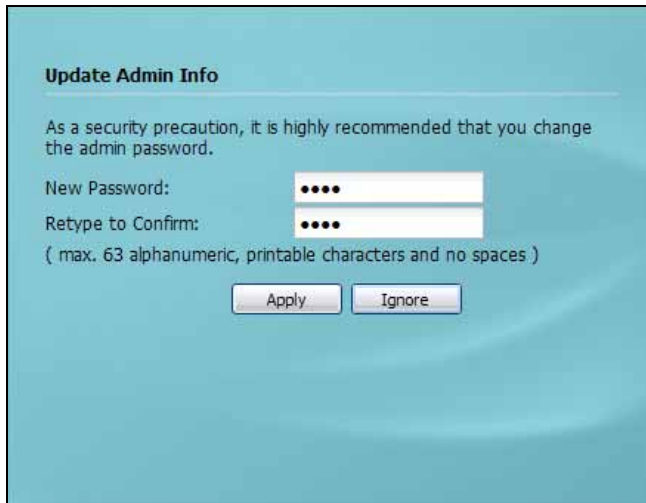 Update Admin Info
As a security precaution, it is highly recommended that you change
the admin password.
New Password: ••••
Retype to Confirm: ••••
( max. 63 alphanumeric, printable characters and no spaces )
Apply Ignore